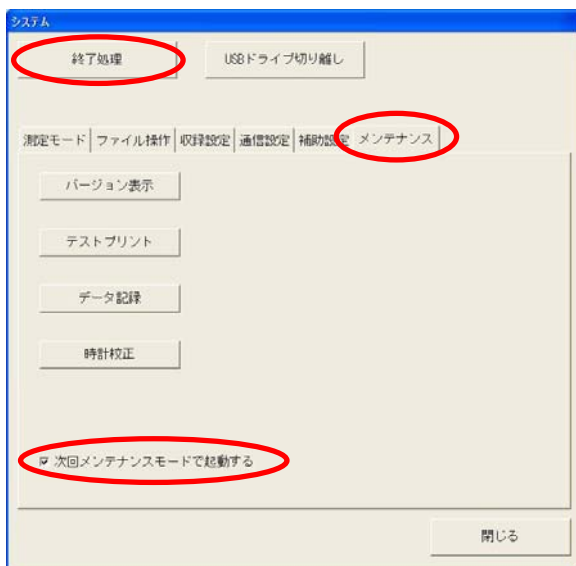 システム
終了処理 USBドライブ切り離し
測定モード ファイル操作 収録設定 通信設定 補助設定 メンテナンス
バージョン表示
テストプリント
データ記録
時計校正
次回メンテナンスモードで起動する
閉じる